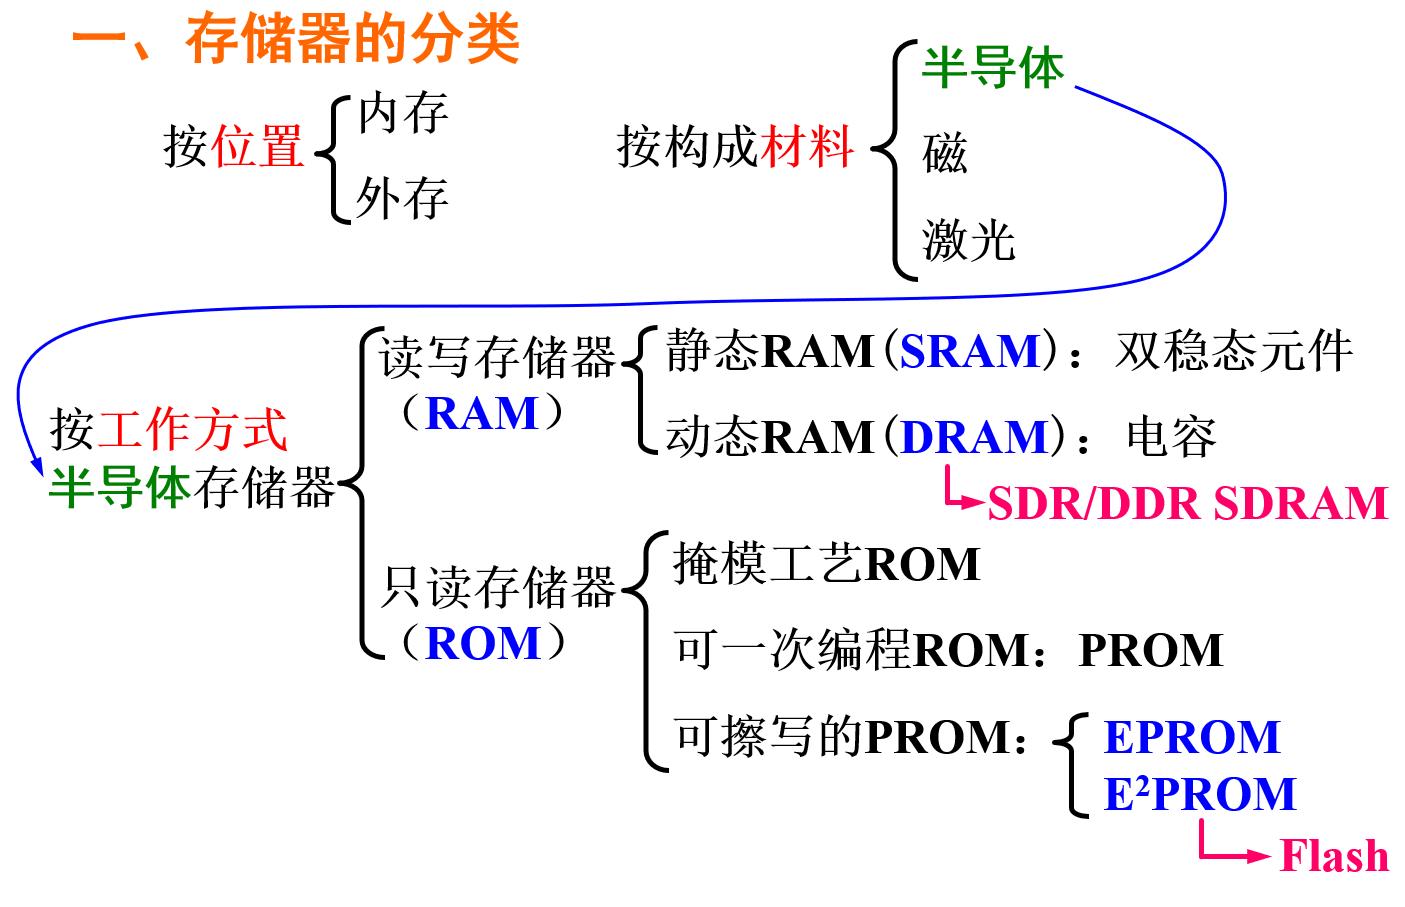 一、存储器的分类
按位置
内存
外存
按构成材料
半导体
磁
激光
按工作方式
半导体存储器
读写存储器
（RAM）
静态RAM(SRAM)：双稳态元件
动态RAM(DRAM)：电容
SDR/DDR SDRAM
只读存储器
（ROM）
掩模工艺ROM
可一次编程ROM：PROM
可擦写的PROM：
EPROM
E²PROM
Flash